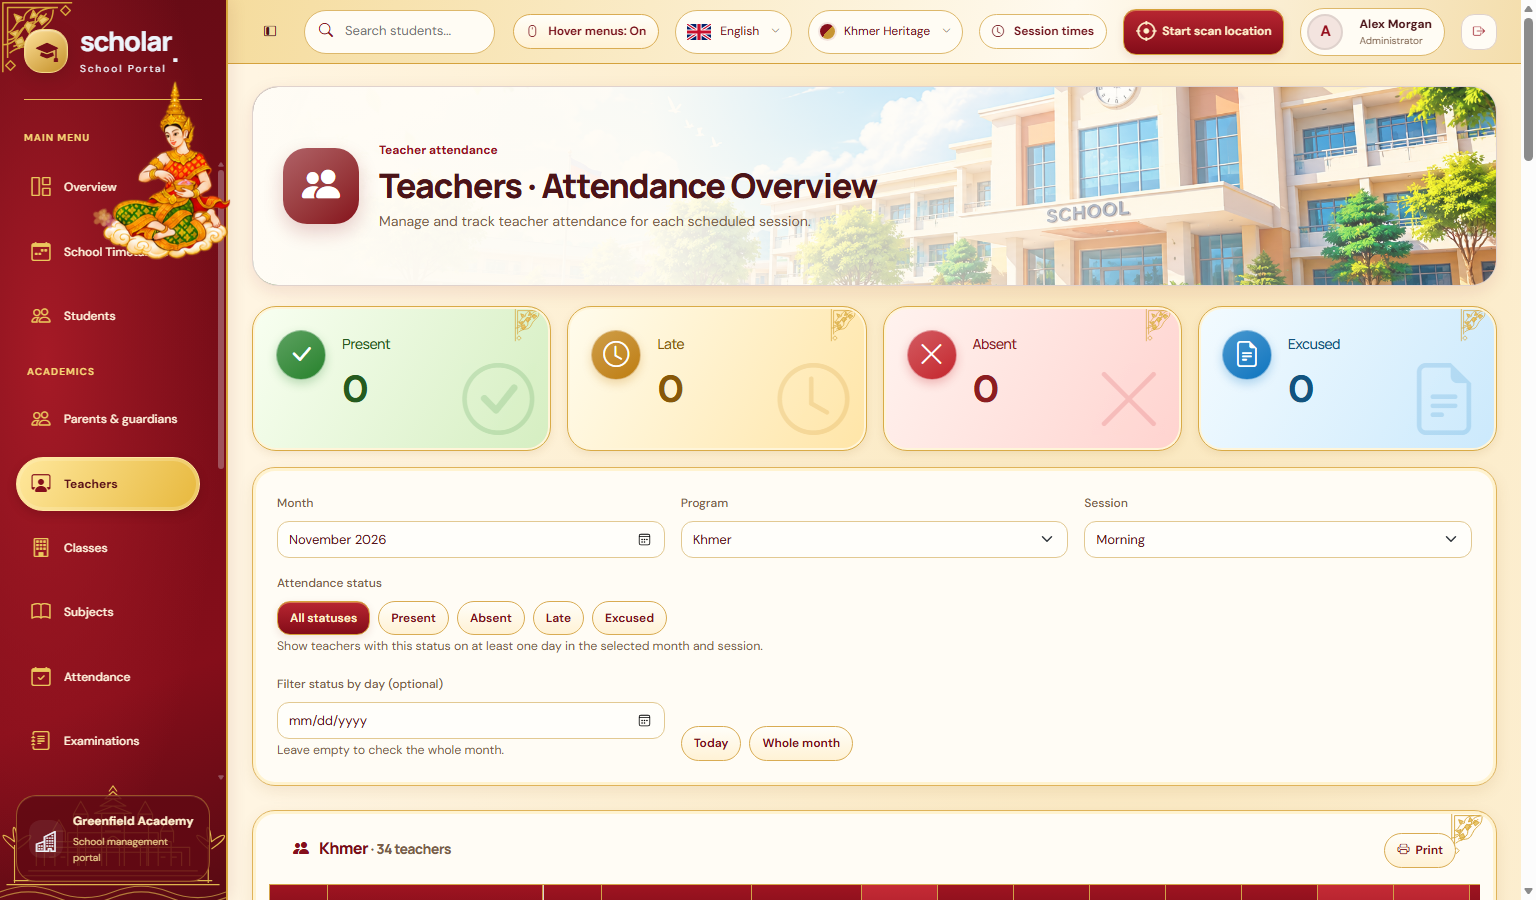 scholar.
School Portal
MAIN MENU
Overview
School
Students
ACADEMICS
Parents & guardians
Teachers
Classes
Subjects
Attendance
Examinations
Greenfield Academy
School management
portal
Search students...
Hover menus: On
English
Khmer Heritage
Session times
Start scan location
A
Alex Morgan
Administrator
Teacher attendance
Teachers · Attendance Overview
Manage and track teacher attendance for each scheduled session.
SCHOOL
Present
0
Late
0
Absent
0
Excused
0
Month
November 2026
Program
Khmer
Session
Morning
Attendance status
All statuses
Present
Absent
Late
Excused
Show teachers with this status on at least one day in the selected month and session.
Filter status by day (optional)
mm/dd/yyyy
Today
Whole month
Leave empty to check the whole month.
Khmer · 34 teachers
Print